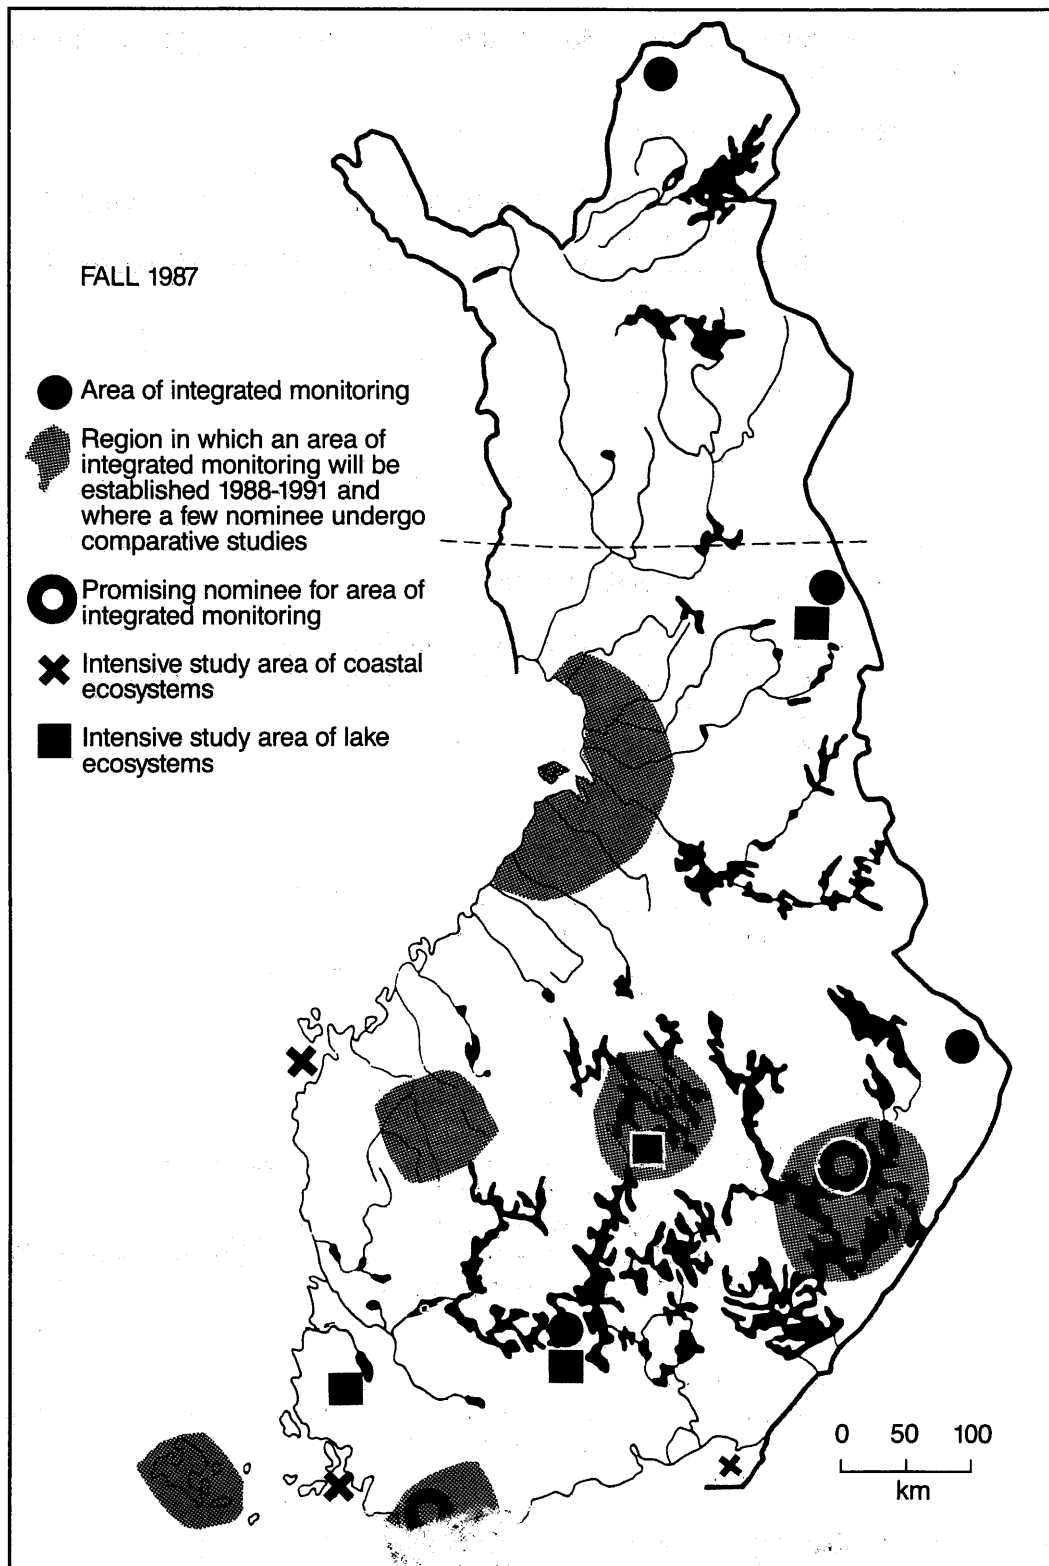 FALL 1987
Area of integrated monitoring
Region in which an area of
integrated monitoring will be
established 1988-1991 and
where a few nominee undergo
comparative studies
Promising nominee for area of
integrated monitoring
Intensive study area of coastal
ecosystems
Intensive study area of lake
ecosystems
0 50 100
km